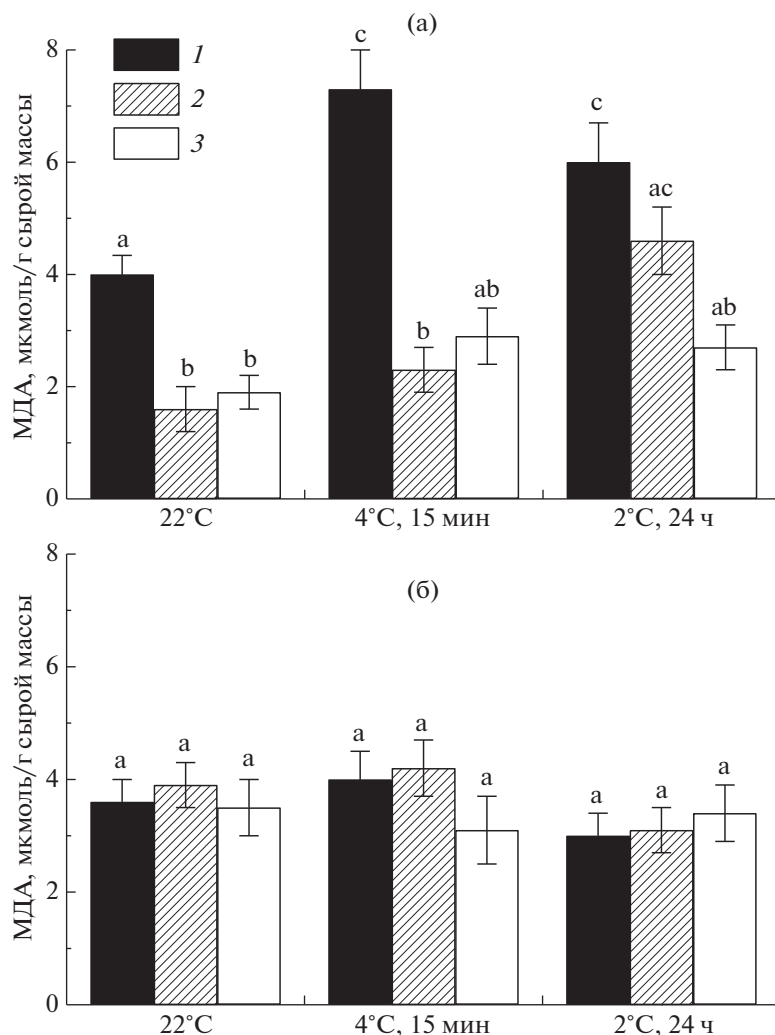 (а)
МДА, мкмоль/г сырой массы
8
6
4
2
0
1
2
3
a
b
b
c
b
ab
c
ac
ab
22°C
4°C, 15 мин
2°C, 24 ч
(б)
МДА, мкмоль/г сырой массы
8
6
4
2
0
a
a
a
a
a
a
a
a
a
22°C
4°C, 15 мин
2°C, 24 ч